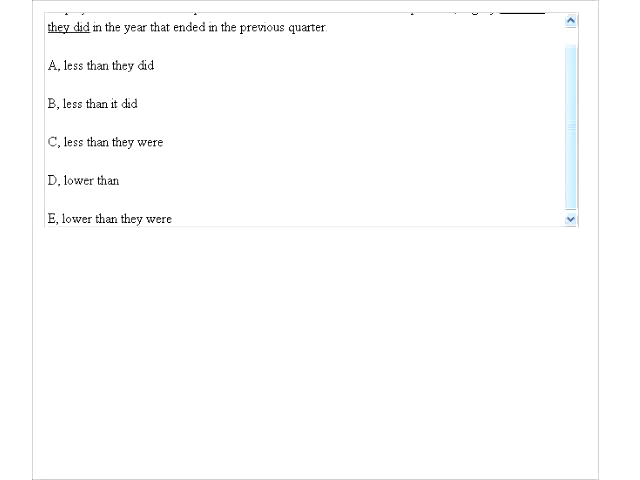 they did in the year that ended in the previous quarter.
A, less than they did
B, less than it did
C, less than they were
D, lower than
E, lower than they were